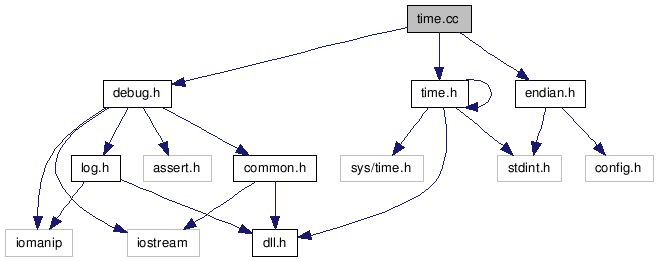 time.cc
debug.h
time.h
endian.h
log.h
assert.h
common.h
sys/time.h
stdint.h
config.h
iomanip
iostream
dll.h